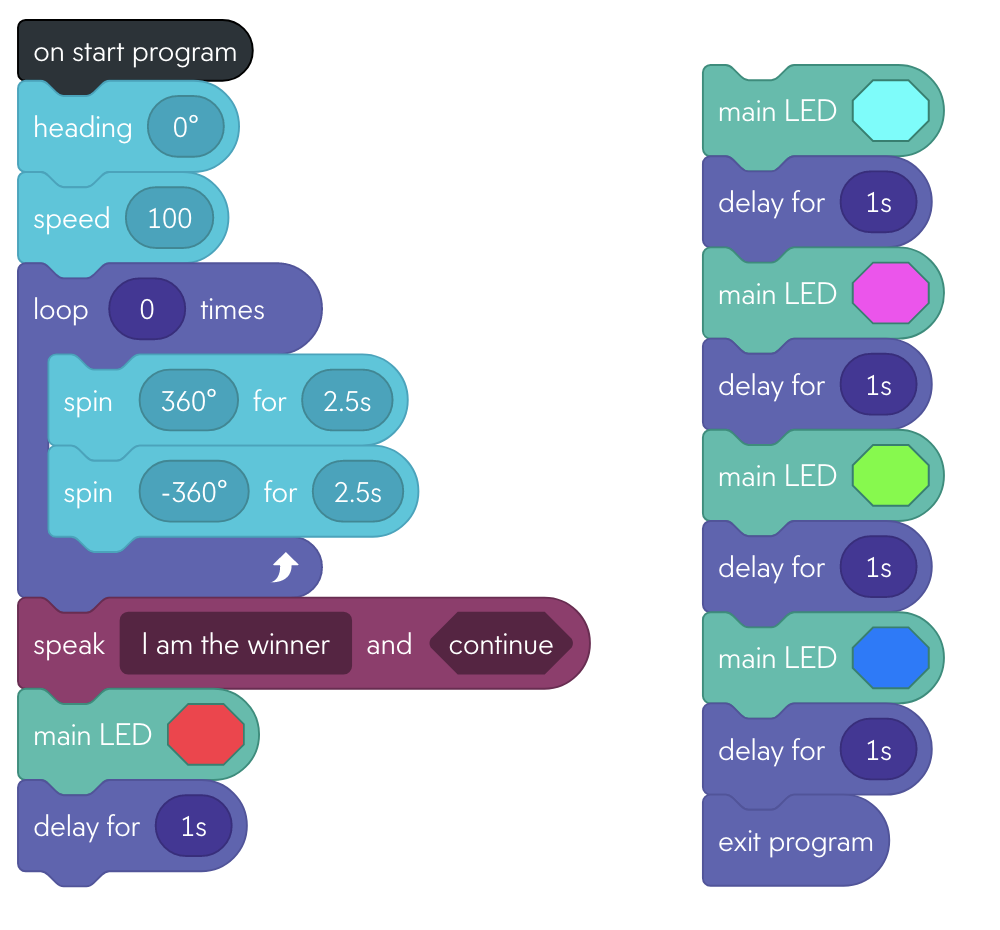 on start program
heading 0°
speed 100
loop 0 times
spin 360° for 2.5s
spin -360° for 2.5s
speak I am the winner and continue
main LED
delay for 1s
main LED
delay for 1s
main LED
delay for 1s
main LED
delay for 1s
main LED
delay for 1s
exit program